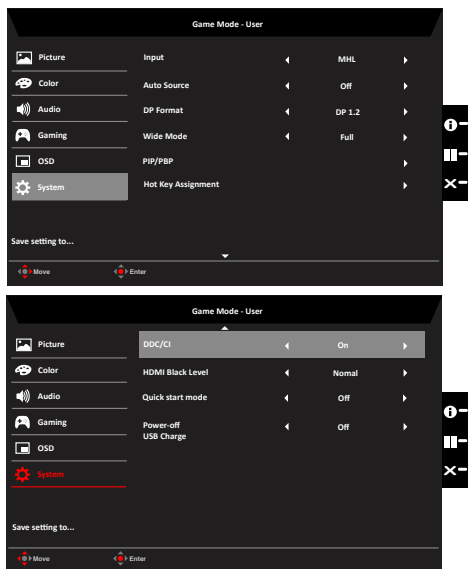 Game Mode - User
Picture
Input MHL
Color
Auto Source Off
Audio
DP Format DP 1.2
Gaming
Wide Mode Full
OSD
PIP/PBP
System
Hot Key Assignment
Save setting to...
Move Enter
Game Mode - User
Picture
DDC/CI On
Color
HDMI Black Level Nomal
Audio
Quick start mode Off
Gaming
Power-off Off
USB Charge
OSD
System
Save setting to...
Move Enter